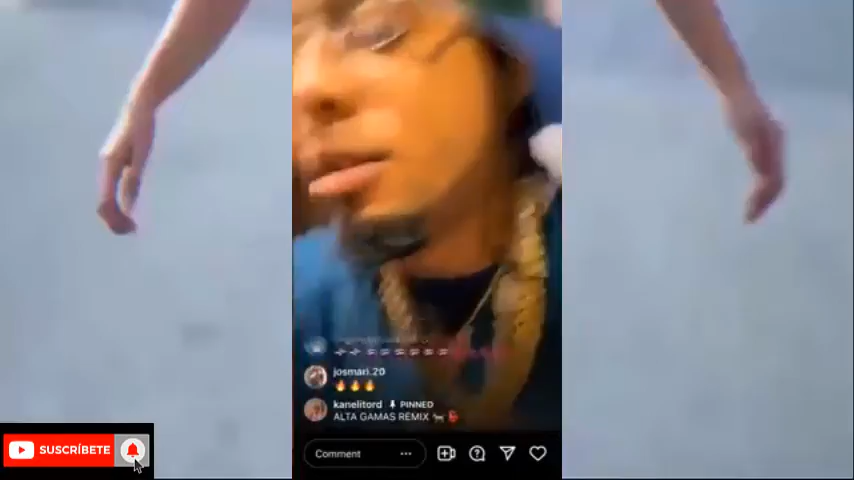 josmari.20
kanelitord PINNED
ALTA GAMAS REMIX
Comment
SUSCRÍBETE